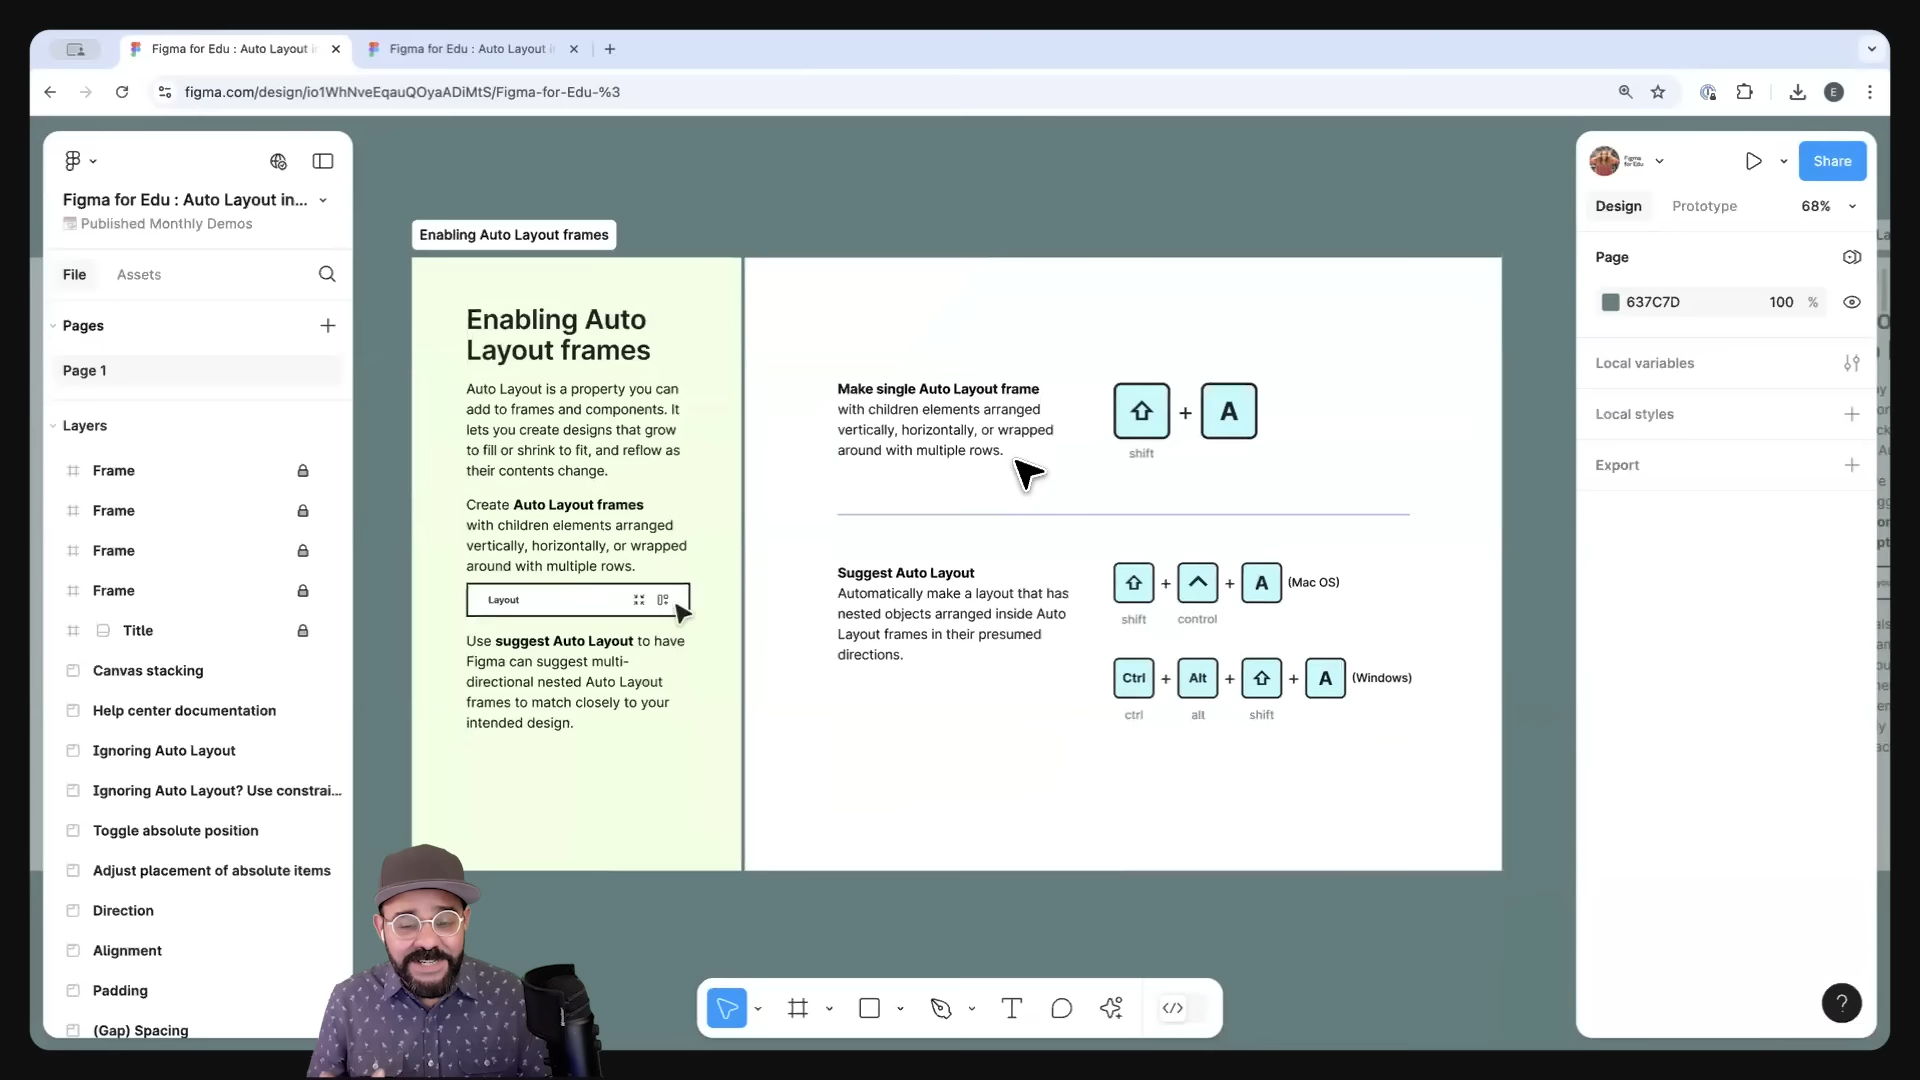 Figma for Edu : Auto Layout i
Figma for Edu : Auto Layout i
figma.com/design/io1WhNveEqauQOyaADiMtS/Figma-for-Edu-%3
E
Figma for Edu : Auto Layout in...
Published Monthly Demos
File
Assets
Pages
Page 1
Layers
Frame
Frame
Frame
Frame
Title
Canvas stacking
Help center documentation
Ignoring Auto Layout
Ignoring Auto Layout? Use constrai...
Toggle absolute position
Adjust placement of absolute items
Direction
Alignment
Padding
(Gap) Spacing
Enabling Auto Layout frames
Enabling Auto
Layout frames
Auto Layout is a property you can
add to frames and components. It
lets you create designs that grow
to fill or shrink to fit, and reflow as
their contents change.
Create Auto Layout frames
with children elements arranged
vertically, horizontally, or wrapped
around with multiple rows.
Layout
Use suggest Auto Layout to have
Figma can suggest multi-
directional nested Auto Layout
frames to match closely to your
intended design.
Make single Auto Layout frame
with children elements arranged
vertically, horizontally, or wrapped
around with multiple rows.
+ A
shift
Suggest Auto Layout
Automatically make a layout that has
nested objects arranged inside Auto
Layout frames in their presumed
directions.
+ + A (Mac OS)
shift control
Ctrl + Alt + + A (Windows)
ctrl alt shift
Figma
for Edu
Share
Design
Prototype
68%
Page
637C7D
100
%
Local variables
Local styles
Export
?